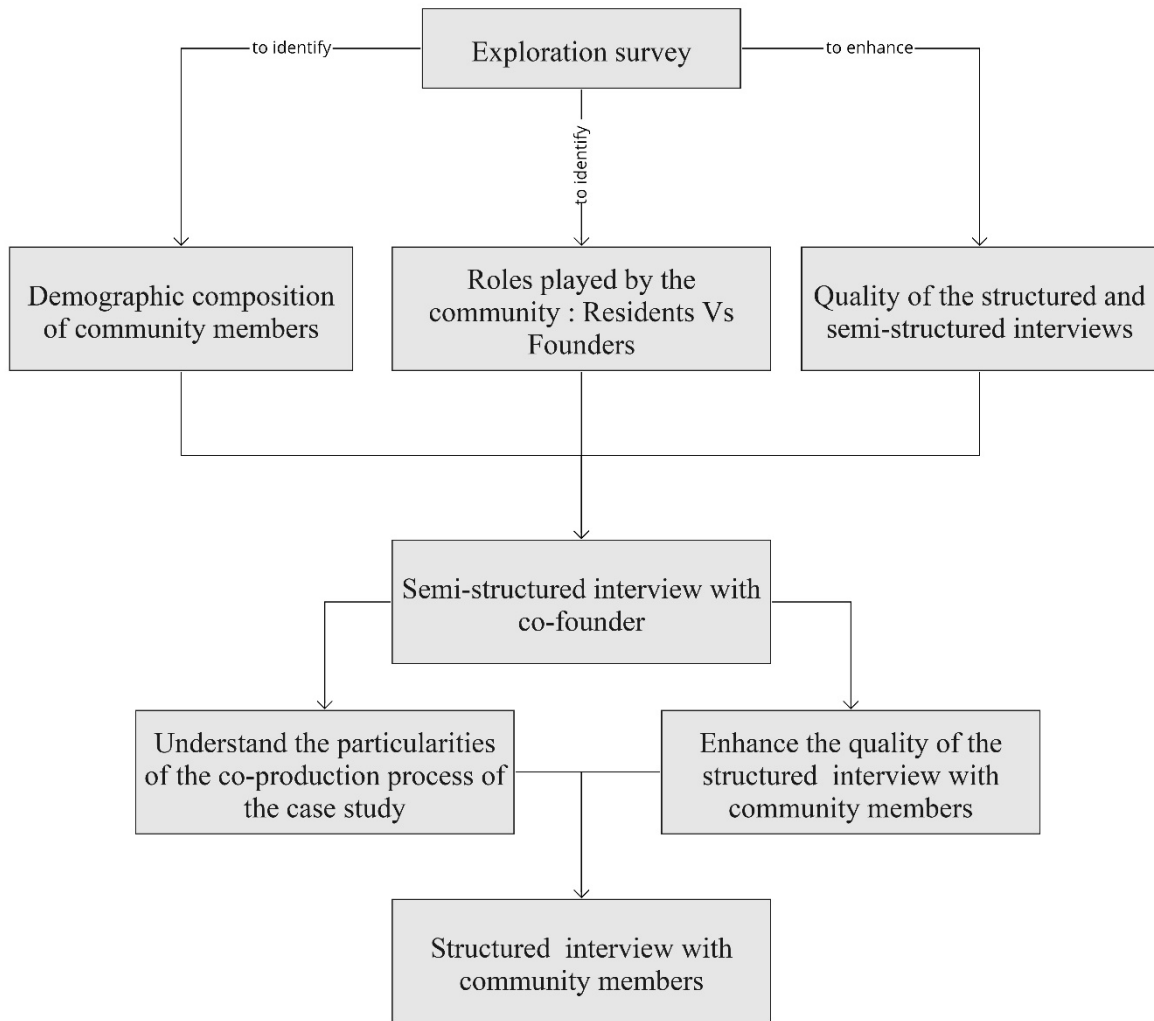 Exploration survey
to identify
to enhance
to identify
Demographic composition
of community members
Roles played by the
community : Residents Vs
Founders
Quality of the structured and
semi-structured interviews
Semi-structured interview with
co-founder
Understand the particularities
of the co-production process of
the case study
Enhance the quality of the
structured interview with
community members
Structured interview with
community members